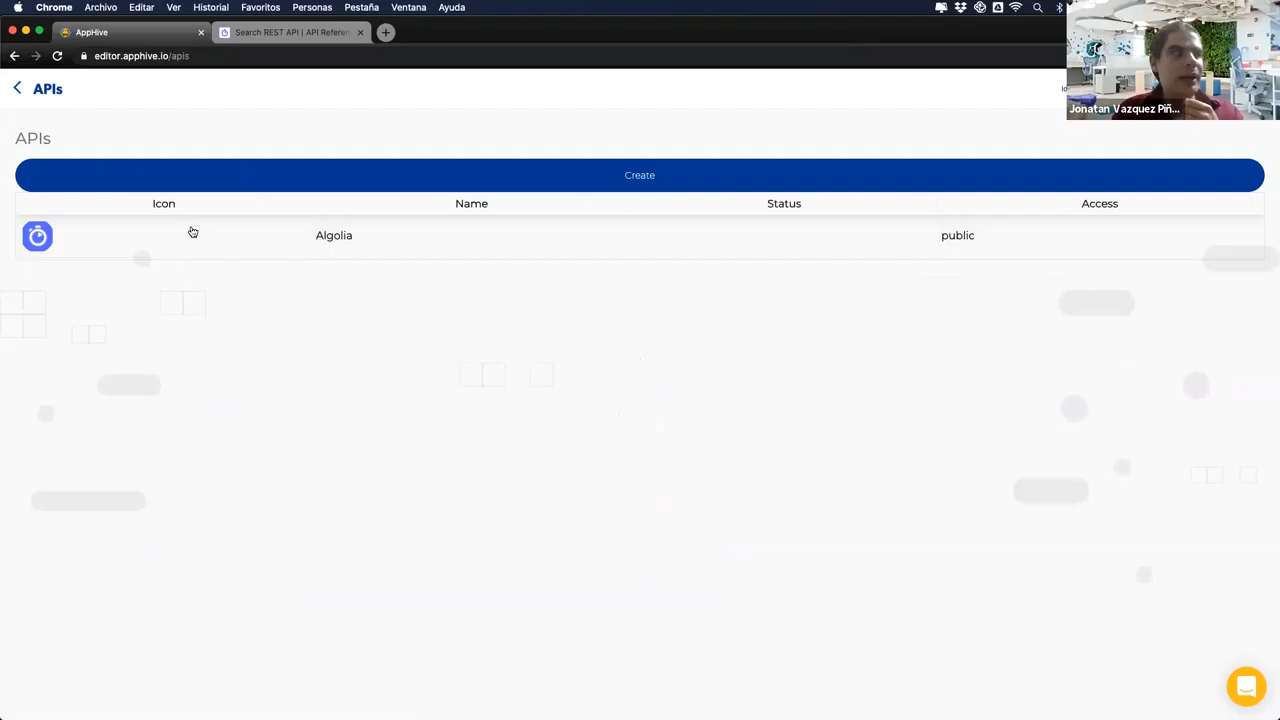 Chrome Archivo Editar Ver Historial Favoritos Personas Pestaña Ventana Ayuda
AppHive
Search REST API | API Referen
editor.apphive.io/apis
APIs
Jonatan Vazquez Piñ...
APIs
Create
Icon Name Status Access
Algolia public